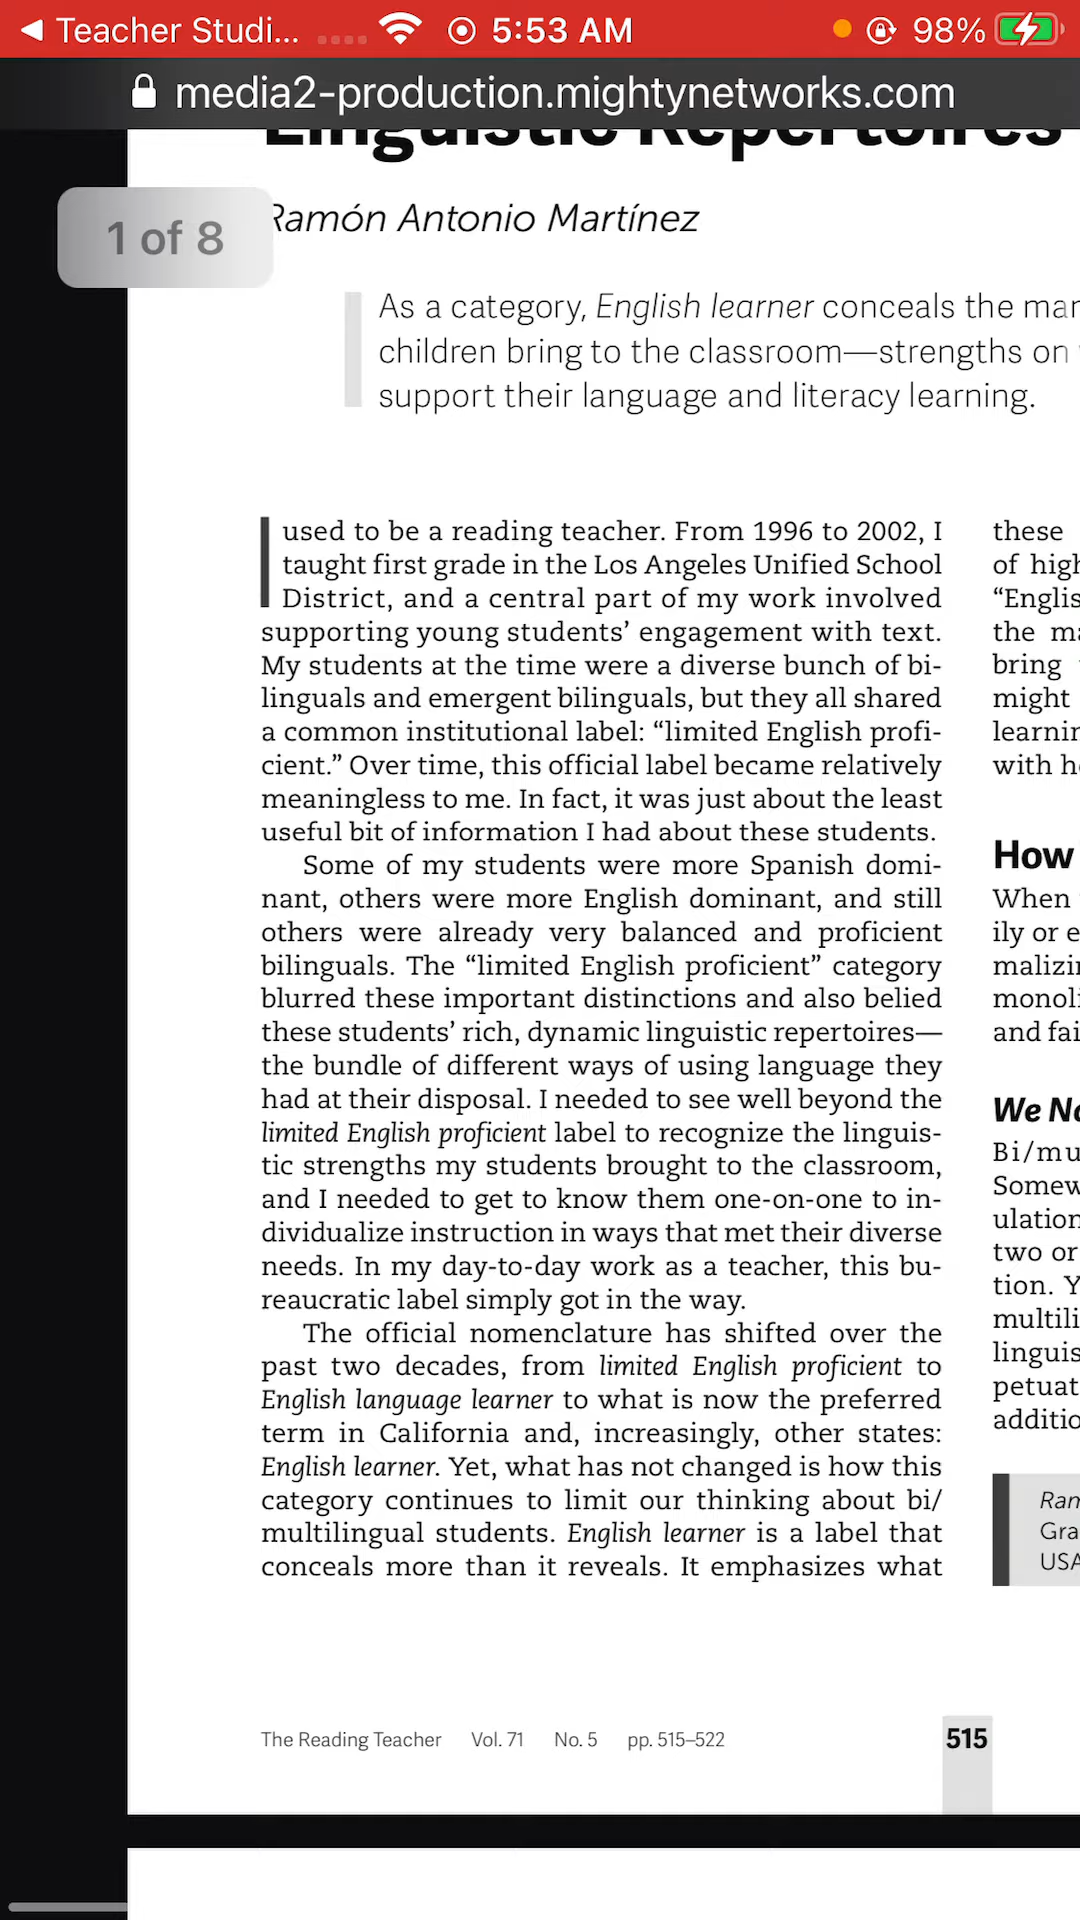 Teacher Studi... 5:53 AM 98%
media2-production.mightynetworks.com
Linguistic Repertoires
1 of 8
Ramón Antonio Martínez
As a category, English learner conceals the
children bring to the classroom—strengths on
support their language and literacy learning.
I used to be a reading teacher. From 1996 to 2002, I
taught first grade in the Los Angeles Unified School
District, and a central part of my work involved
supporting young students’ engagement with text.
My students at the time were a diverse bunch of bi-
linguals and emergent bilinguals, but they all shared
a common institutional label: “limited English profi-
cient.” Over time, this official label became relatively
meaningless to me. In fact, it was just about the least
useful bit of information I had about these students.
Some of my students were more Spanish domi-
nant, others were more English dominant, and still
others were already very balanced and proficient
bilinguals. The “limited English proficient” category
blurred these important distinctions and also belied
these students’ rich, dynamic linguistic repertoires—
the bundle of different ways of using language they
had at their disposal. I needed to see well beyond the
limited English proficient label to recognize the linguis-
tic strengths my students brought to the classroom,
and I needed to get to know them one-on-one to in-
dividualize instruction in ways that met their diverse
needs. In my day-to-day work as a teacher, this bu-
reaucratic label simply got in the way.
The official nomenclature has shifted over the
past two decades, from limited English proficient to
English language learner to what is now the preferred
term in California and, increasingly, other states:
English learner. Yet, what has not changed is how this
category continues to limit our thinking about bi/
multilingual students. English learner is a label that
conceals more than it reveals. It emphasizes what
these
of
the
bring
might
with
How
When
ily or
and
We
two or
tion.
USA
The Reading Teacher Vol. 71 No. 5 pp. 515–522
515